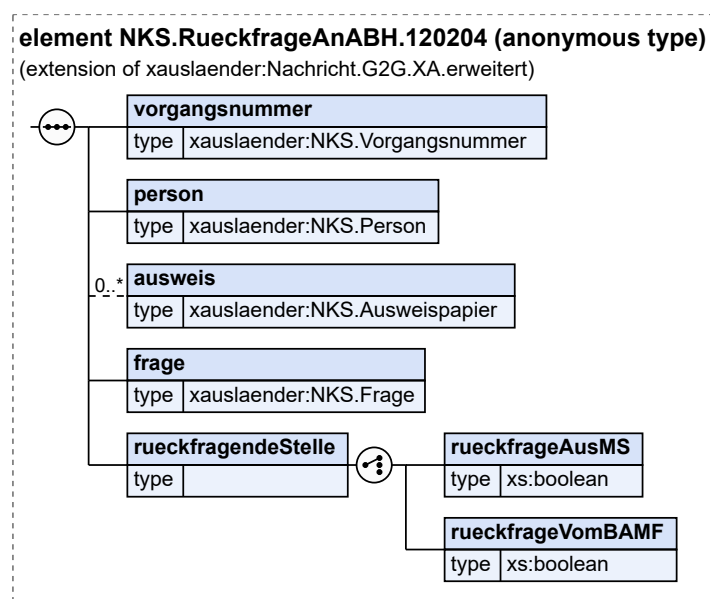 element NKS.RueckfrageAnABH.120204 (anonymous type)
(extension of xauslaender:Nachricht.G2G.XA.erweitert)
vorgangsnummer
type xauslaender:NKS.Vorgangsnummer
person
type xauslaender:NKS.Person
0..* ausweis
type xauslaender:NKS.Ausweispapier
frage
type xauslaender:NKS.Frage
rueckfragendeStelle
type
rueckfrageAusMS
type xs:boolean
rueckfrageVomBAMF
type xs:boolean